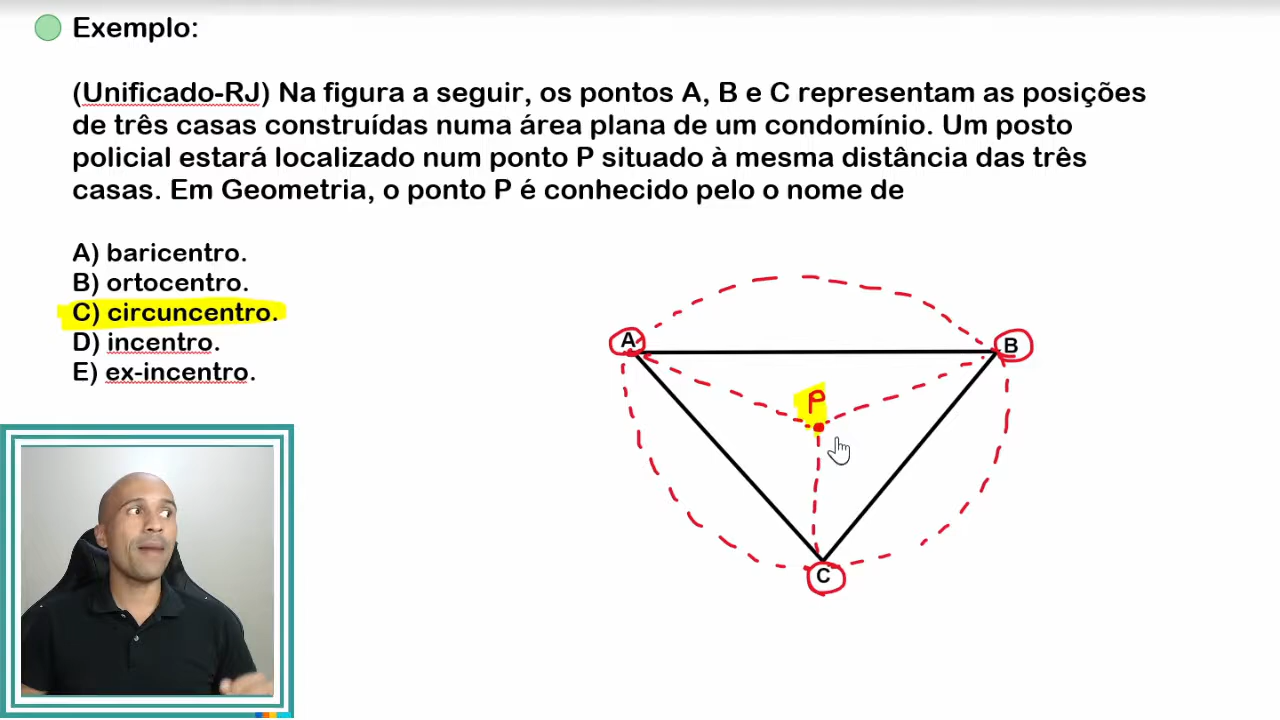 Exemplo:
(Unificado-RJ) Na figura a seguir, os pontos A, B e C representam as posições
de três casas construídas numa área plana de um condomínio. Um posto
policial estará localizado num ponto P situado à mesma distância das três
casas. Em Geometria, o ponto P é conhecido pelo o nome de
A) baricentro.
B) ortocentro.
C) circuncentro.
D) incentro.
E) ex-incentro.
A
B
P
C